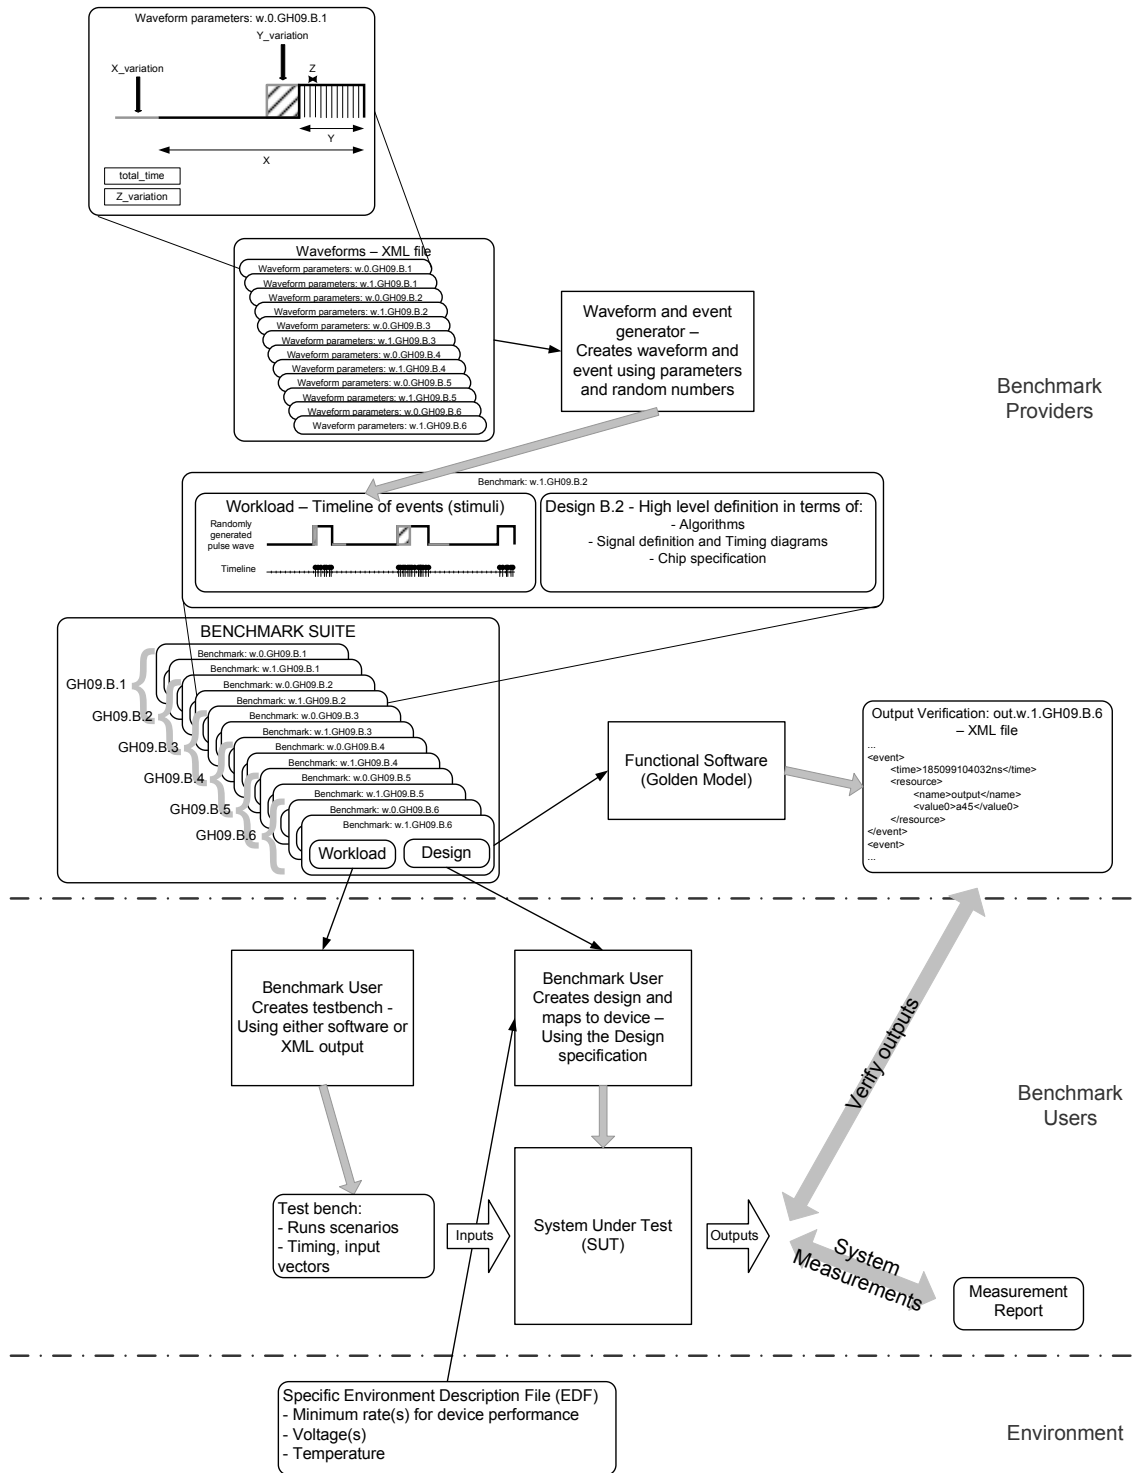 Waveform parameters: w.0.GH09.B.1
Y_variation
X_variation
Z
Y
X
total_time
Z_variation
Waveforms – XML file
Waveform parameters: w.0.GH09.B.1
Waveform parameters: w.1.GH09.B.1
Waveform parameters: w.0.GH09.B.2
Waveform parameters: w.1.GH09.B.2
Waveform parameters: w.0.GH09.B.3
Waveform parameters: w.1.GH09.B.3
Waveform parameters: w.0.GH09.B.4
Waveform parameters: w.1.GH09.B.4
Waveform parameters: w.0.GH09.B.5
Waveform parameters: w.1.GH09.B.5
Waveform parameters: w.0.GH09.B.6
Waveform parameters: w.1.GH09.B.6
Waveform and event
generator –
Creates waveform and
event using parameters
and random numbers
Benchmark
Providers
Benchmark: w.1.GH09.B.2
Workload – Timeline of events (stimuli)
Randomly
generated
pulse wave
Timeline
Design B.2 - High level definition in terms of:
- Algorithms
- Signal definition and Timing diagrams
- Chip specification
BENCHMARK SUITE
Benchmark: w.0.GH09.B.1
Benchmark: w.1.GH09.B.1
Benchmark: w.0.GH09.B.2
Benchmark: w.1.GH09.B.2
Benchmark: w.0.GH09.B.3
Benchmark: w.1.GH09.B.3
Benchmark: w.0.GH09.B.4
Benchmark: w.1.GH09.B.4
Benchmark: w.0.GH09.B.5
Benchmark: w.1.GH09.B.5
Benchmark: w.0.GH09.B.6
Benchmark: w.1.GH09.B.6
GH09.B.1
GH09.B.2
GH09.B.3
GH09.B.4
GH09.B.5
GH09.B.6
Workload
Design
Functional Software
(Golden Model)
Output Verification: out.w.1.GH09.B.6
– XML file
...
<event>
<time>185099104032ns</time>
<resource>
<name>output</name>
<value0>a45</value0>
</resource>
</event>
<event>
...
Benchmark User
Creates testbench -
Using either software or
XML output
Benchmark User
Creates design and
maps to device –
Using the Design
specification
Verify outputs
Benchmark
Users
Test bench:
- Runs scenarios
- Timing, input
vectors
Inputs
System Under Test
(SUT)
Outputs
System
Measurements
Measurement
Report
Specific Environment Description File (EDF)
- Minimum rate(s) for device performance
- Voltage(s)
- Temperature
Environment